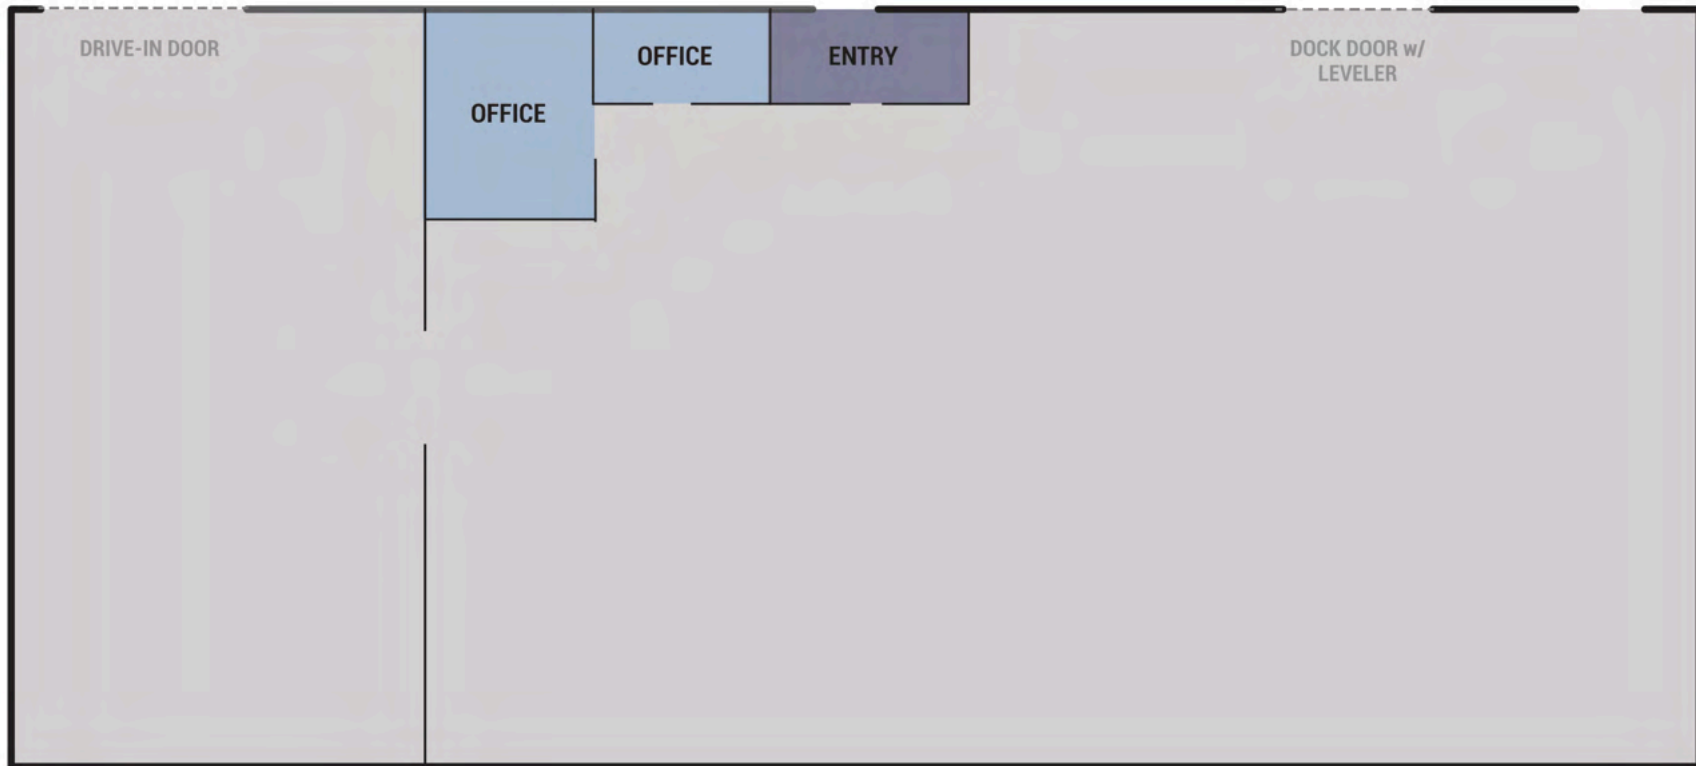 DRIVE-IN DOOR
OFFICE
OFFICE
ENTRY
DOCK DOOR w/
LEVELER